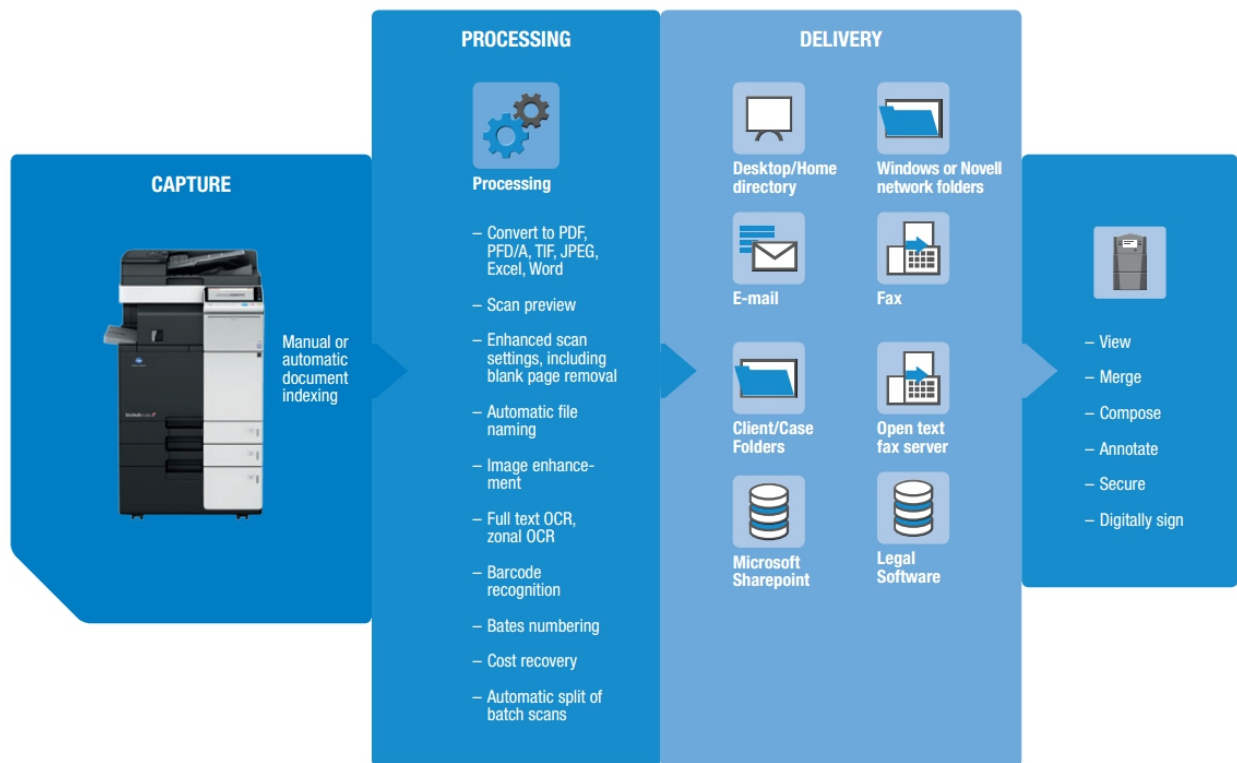 CAPTURE
Manual or
automatic
document
indexing
PROCESSING
Processing
– Convert to PDF,
PFD/A, TIF, JPEG,
Excel, Word
– Scan preview
– Enhanced scan
settings, including
blank page removal
– Automatic file
naming
– Image enhance-
ment
– Full text OCR,
zonal OCR
– Barcode
recognition
– Bates numbering
– Cost recovery
– Automatic split of
batch scans
DELIVERY
Desktop/Home
directory
Windows or Novell
network folders
E-mail
Fax
Client/Case
Folders
Open text
fax server
Microsoft
Sharepoint
Legal
Software
– View
– Merge
– Compose
– Annotate
– Secure
– Digitally sign